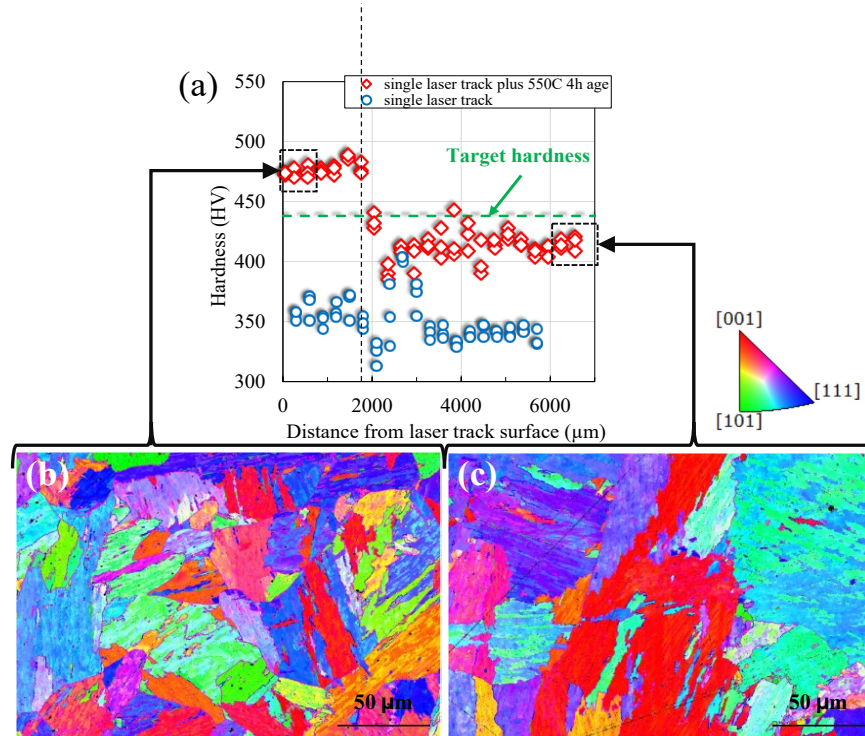 (a)
single laser track plus 550C 4h age
single laser track
Target hardness
Hardness (HV)
550
500
450
400
350
300
0
2000
4000
6000
Distance from laser track surface (µm)
[001]
[111]
[101]
(b)
50 µm
(c)
50 µm